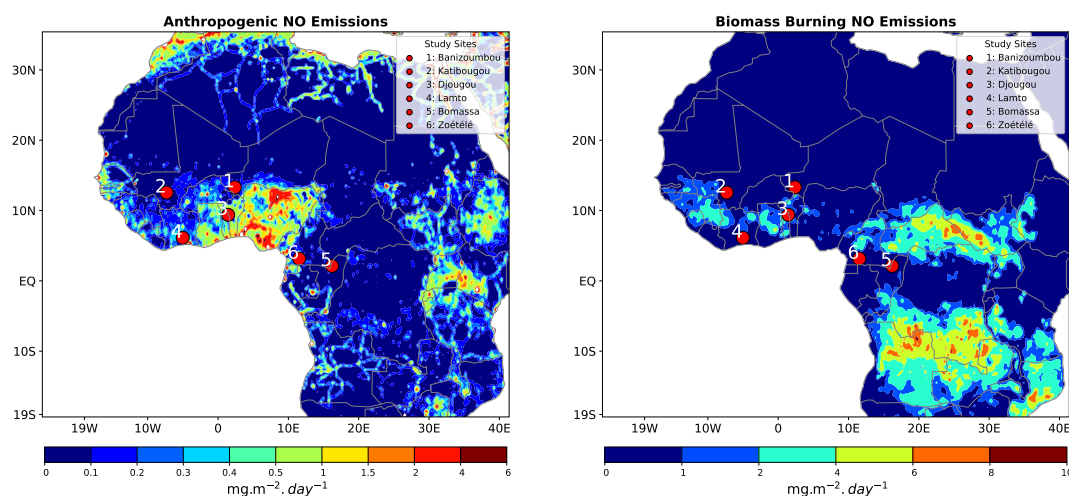 Anthropogenic NO Emissions
Study Sites
1: Banizoumbou
2: Katibougou
3: Djougou
4: Lamto
5: Bomassa
6: Zoétélé
30N
20N
10N
EQ
10S
19S
1
2
3
4
5
6
19W 10W 0 10E 20E 30E 40E
0 0.1 0.2 0.3 0.4 0.5 1 1.5 2 4 6
mg.m⁻². day⁻¹
Biomass Burning NO Emissions
Study Sites
1: Banizoumbou
2: Katibougou
3: Djougou
4: Lamto
5: Bomassa
6: Zoétélé
30N
20N
10N
EQ
10S
19S
1
2
3
4
5
6
19W 10W 0 10E 20E 30E 40E
0 1 2 4 6 8 10
mg.m⁻². day⁻¹